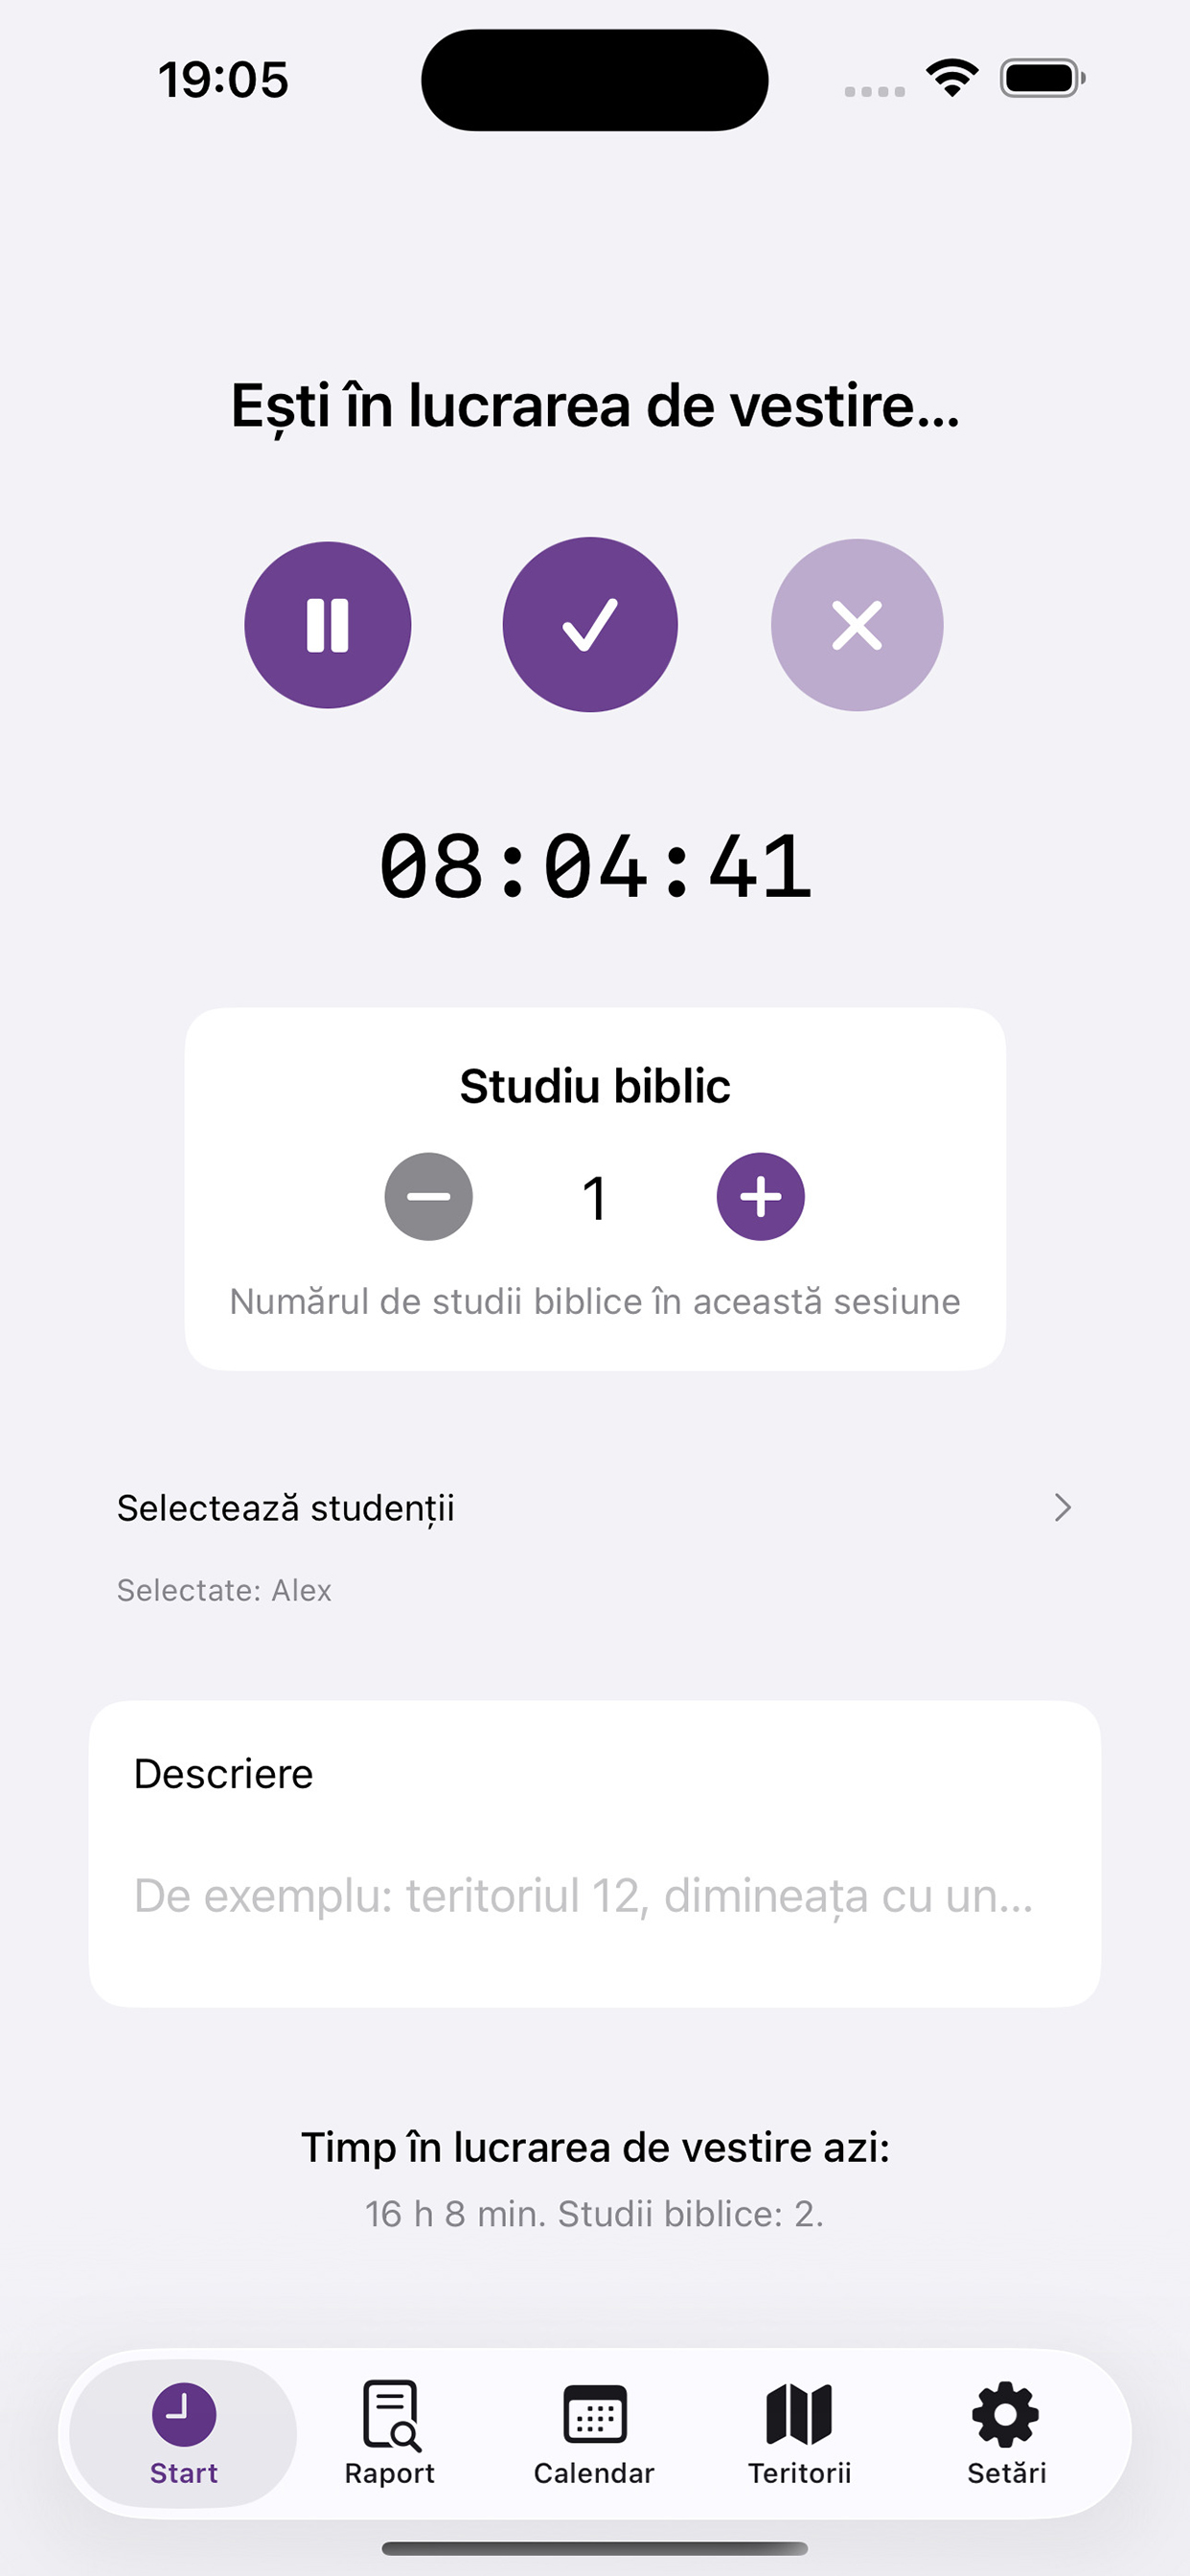 19:05
Ești în lucrarea de vestire...
08:04:41
Studiu biblic
1
Numărul de studii biblice în această sesiune
Selectează studenții
Selectate: Alex
Descriere
De exemplu: teritoriul 12, dimineața cu un...
Timp în lucrarea de vestire azi:
16 h 8 min. Studii biblice: 2.
Start Raport Calendar Teritorii Setări